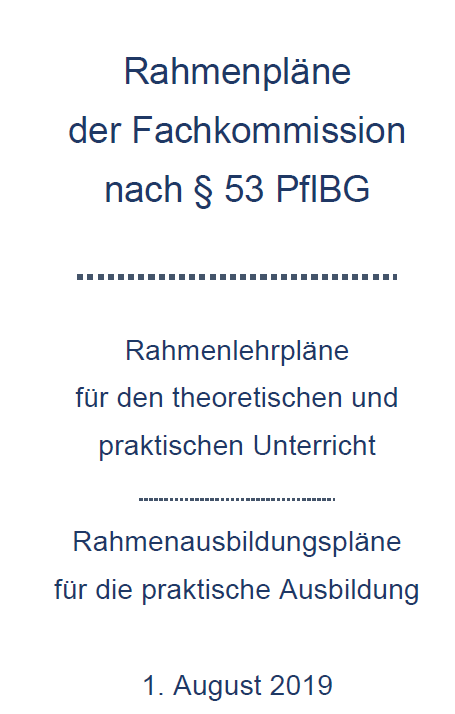 Rahmenpläne
der Fachkommission
nach § 53 PflBG
Rahmenlehrpläne
für den theoretischen und
praktischen Unterricht
Rahmenausbildungspläne
für die praktische Ausbildung
1. August 2019